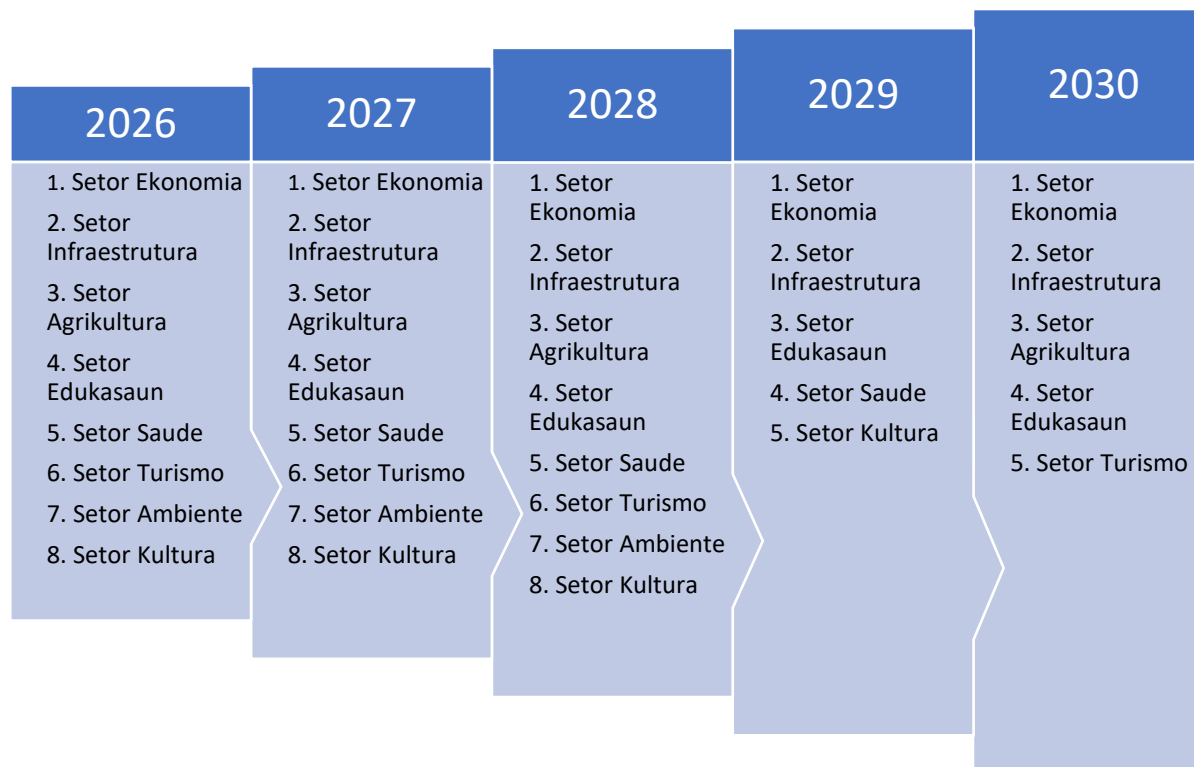 2026
1. Setor Ekonomia
2. Setor
Infraestrutura
3. Setor
Agrikultura
4. Setor
Edukasaun
5. Setor Saude
6. Setor Turismo
7. Setor Ambiente
8. Setor Kultura
2027
1. Setor Ekonomia
2. Setor
Infraestrutura
3. Setor
Agrikultura
4. Setor
Edukasaun
5. Setor Saude
6. Setor Turismo
7. Setor Ambiente
8. Setor Kultura
2028
1. Setor
Ekonomia
2. Setor
Infraestrutura
3. Setor
Agrikultura
4. Setor
Edukasaun
5. Setor Saude
6. Setor Turismo
7. Setor Ambiente
8. Setor Kultura
2029
1. Setor
Ekonomia
2. Setor
Infraestrutura
3. Setor
Edukasaun
4. Setor Saude
5. Setor Kultura
2030
1. Setor
Ekonomia
2. Setor
Infraestrutura
3. Setor
Agrikultura
4. Setor
Edukasaun
5. Setor Turismo